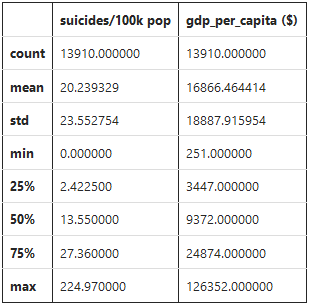 suicides/100k pop gdp_per_capita ($)
count 13910.000000 13910.000000
mean 20.239329 16866.464414
std 23.552754 18887.915954
min 0.000000 251.000000
25% 2.422500 3447.000000
50% 13.550000 9372.000000
75% 27.360000 24874.000000
max 224.970000 126352.000000